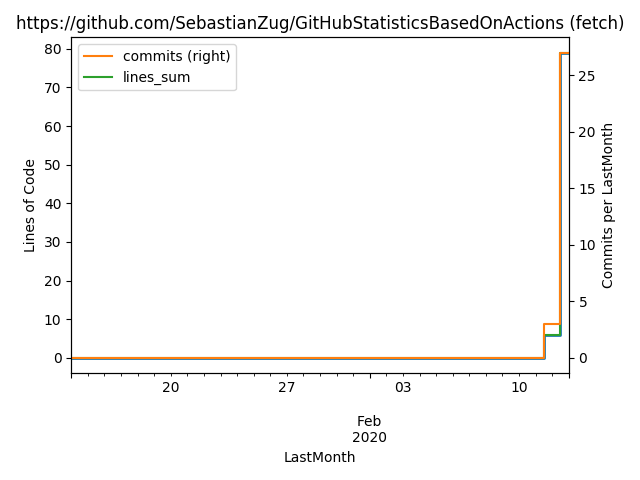 https://github.com/SebastianZug/GitHubStatisticsBasedOnActions (fetch)
commits (right)
lines_sum
80
70
60
50
40
30
20
10
0
Lines of Code
25
20
15
10
5
0
Commits per LastMonth
20 27 03 10
Feb
2020
LastMonth